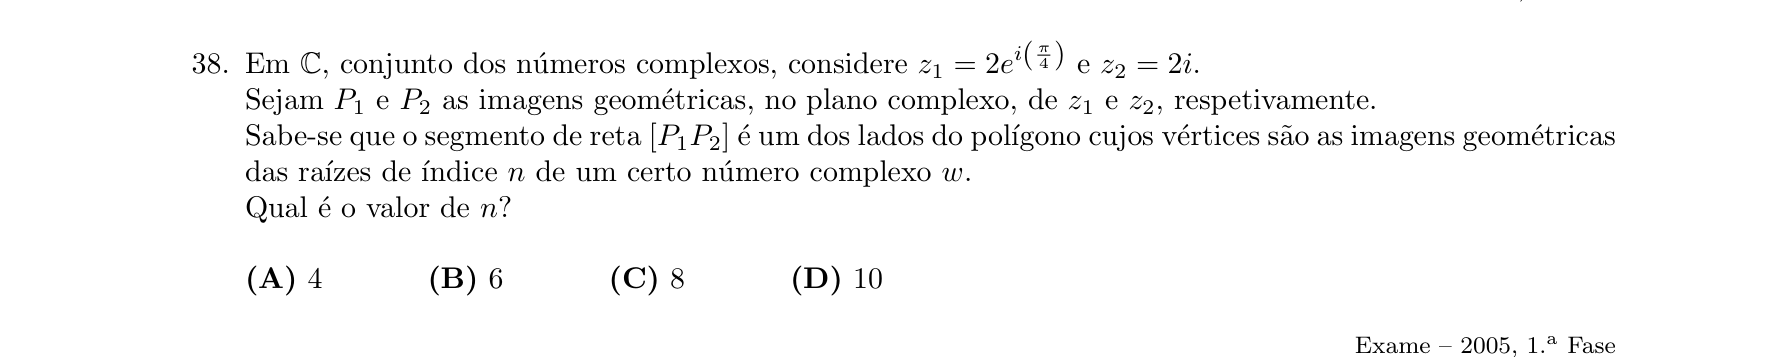 38. Em ℂ, conjunto dos números complexos, considere $z_1 = 2e^{i\left(\frac{\pi}{4}\right)}$ e $z_2 = 2i$.
Sejam $P_1$ e $P_2$ as imagens geométricas, no plano complexo, de $z_1$ e $z_2$, respetivamente.
Sabe-se que o segmento de reta $[P_1P_2]$ é um dos lados do polígono cujos vértices são as imagens geométricas
das raízes de índice $n$ de um certo número complexo $w$.
Qual é o valor de $n$?
(A) 4 (B) 6 (C) 8 (D) 10
Exame – 2005, 1.ª Fase